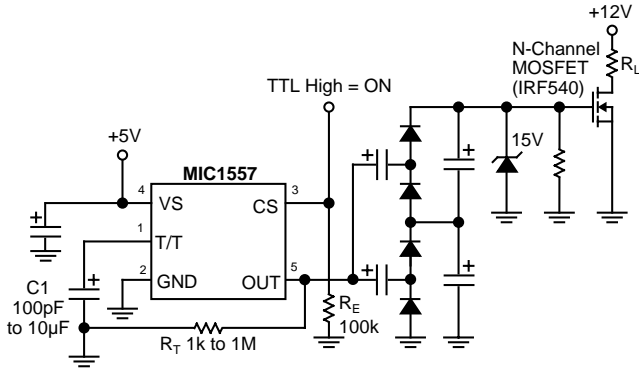 +12V
N-Channel
MOSFET
(IRF540)
RL
TTL High = ON
+5V
15V
MIC1557
4
VS
CS
3
1
T/T
2
GND
OUT
5
C1
100pF
to 10µF
RE
100k
RT 1k to 1M
+
+
+
+
+
+